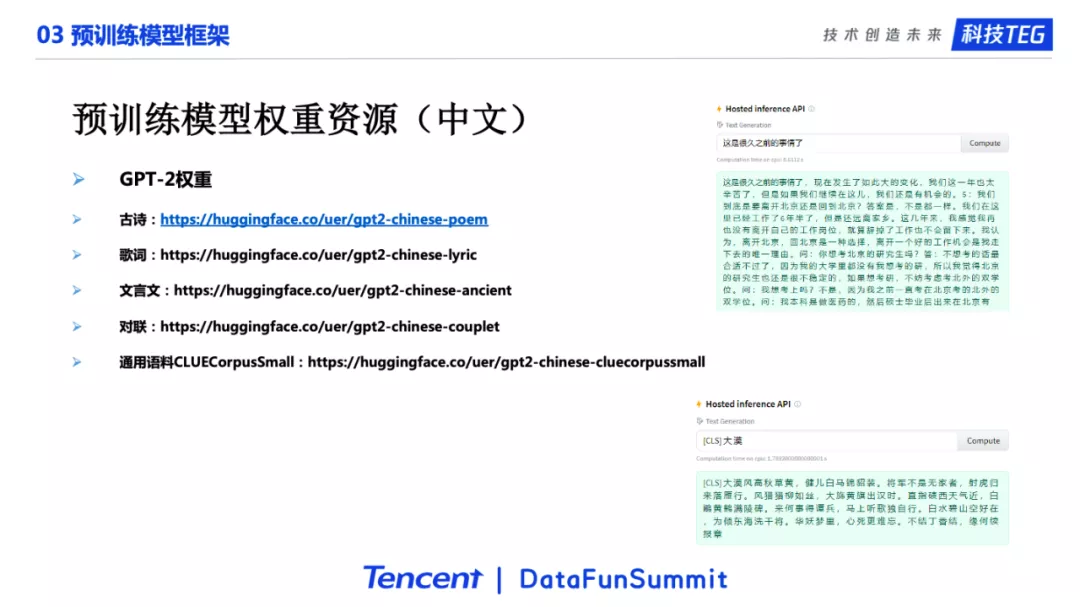 03 预训练模型框架
技术创造未来 科技TEG
预训练模型权重资源（中文）
GPT-2权重
古诗：https://huggingface.co/uer/gpt2-chinese-poem
歌词：https://huggingface.co/uer/gpt2-chinese-lyric
文言文：https://huggingface.co/uer/gpt2-chinese-ancient
对联：https://huggingface.co/uer/gpt2-chinese-couplet
通用语料CLUECorpusSmall：https://huggingface.co/uer/gpt2-chinese-cluecorpussmall
Hosted inference API
Text Generation
这是很久之前的事情了
Compute
Computation time on cpu:
这是很久之前的事情了，现在发生了如此大的变化，我们这一年也太
辛苦了，但是如果我们继续在这儿，我们还是有机会的。5：我们
到底是要离开北京还是回到北京？答案是，不是都一样。我们在这
里已经工作了6年半了，但是还远离家乡。这几年来，我感觉我再
也没有离开自己的工作岗位，就算辞掉了工作也不会留下来。我认
为，离开北京，回北京是一种选择，离开一个好的工作机会是我走
下去的唯一理由。问：你想考北京的研究生吗？答：不想考的话最
合适不过了，因为我的大学里都没有我想考的研，所以我觉得北京
的研究生也还是很不稳定的，如果想考研，不妨考虑考北外的双学
位。问：我想考上吗？不是，因为我之前一直考在北京考的北外的
双学位。问：我本科是做医药的，然后硕士毕业后出来在北京有
Hosted inference API
Text Generation
[CLS]大漠
Compute
Computation time on cpu:
[CLS]大漠风高秋草黄，健儿白马锦貂装。将军不是无家者，射虎归
来落原行。风猎猎柳如丝，大旆黄旗出汉时。直指碛西天气近，白
鹏黄鹤满陵碑。来何事得谭兵，马上听歌独自行。白水碧山空好在
，为倾东海洗干将。华妖梦里，心死更难忘。不结丁香结，缘何续
报章
Tencent | DataFunSummit